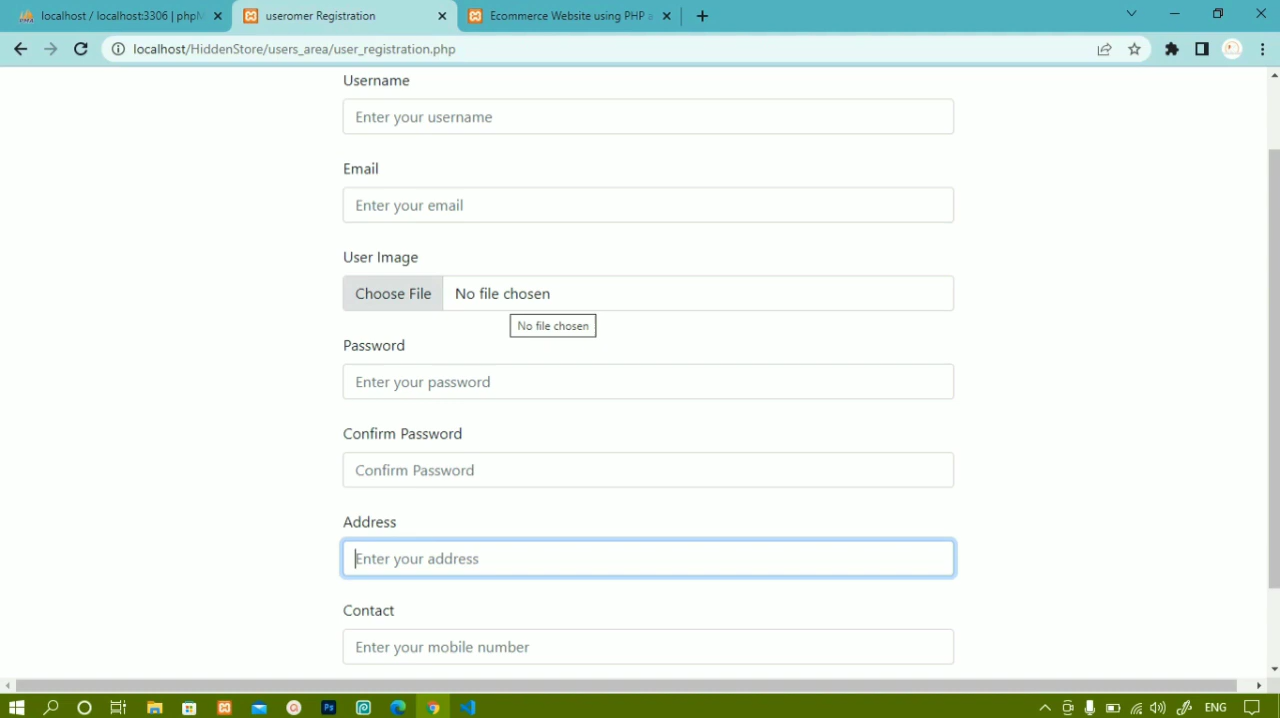 localhost / localhost:3306 | phpM
useromer Registration
Ecommerce Website using PHP a
localhost/HiddenStore/users_area/user_registration.php
Username
Enter your username
Email
Enter your email
User Image
Choose File No file chosen
No file chosen
Password
Enter your password
Confirm Password
Confirm Password
Address
Enter your address
Contact
Enter your mobile number
Ps
ENG